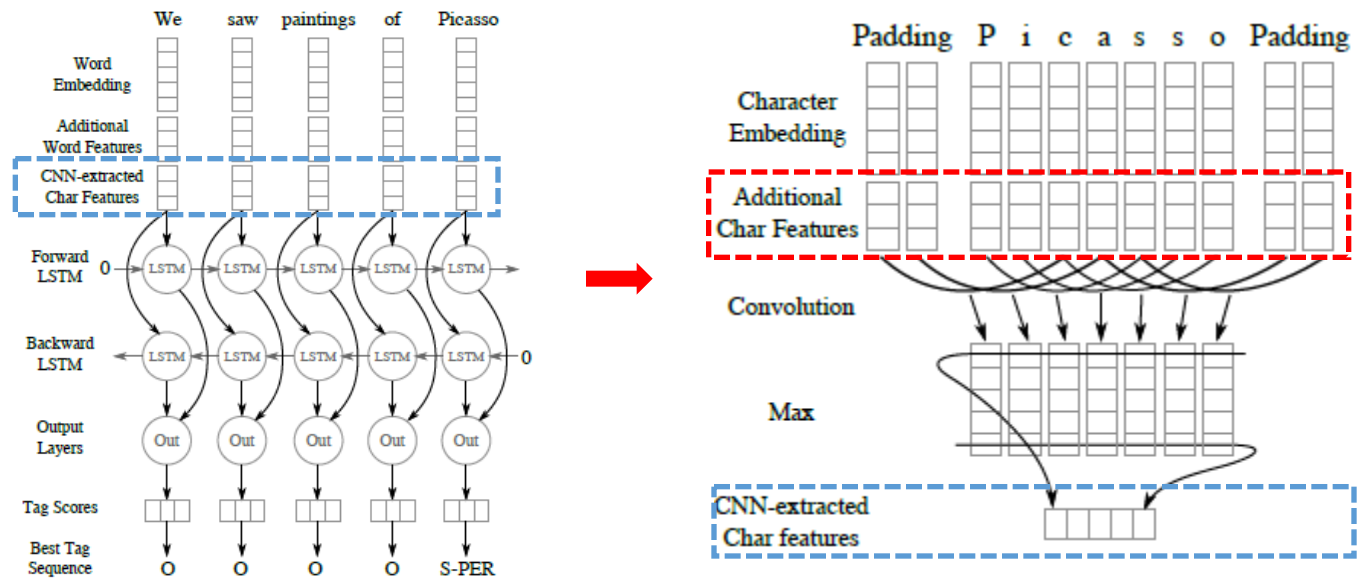 We saw paintings of Picasso
Word
Embedding
Additional
Word Features
CNN-extracted
Char Features
Forward
LSTM
0
LSTM LSTM LSTM LSTM LSTM
Backward
LSTM
LSTM LSTM LSTM LSTM LSTM
0
Output
Layers
Out Out Out Out Out
Tag Scores
Best Tag
Sequence
O O O O S-PER
Padding P i c a s s o Padding
Character
Embedding
Additional
Char Features
Convolution
Max
CNN-extracted
Char features